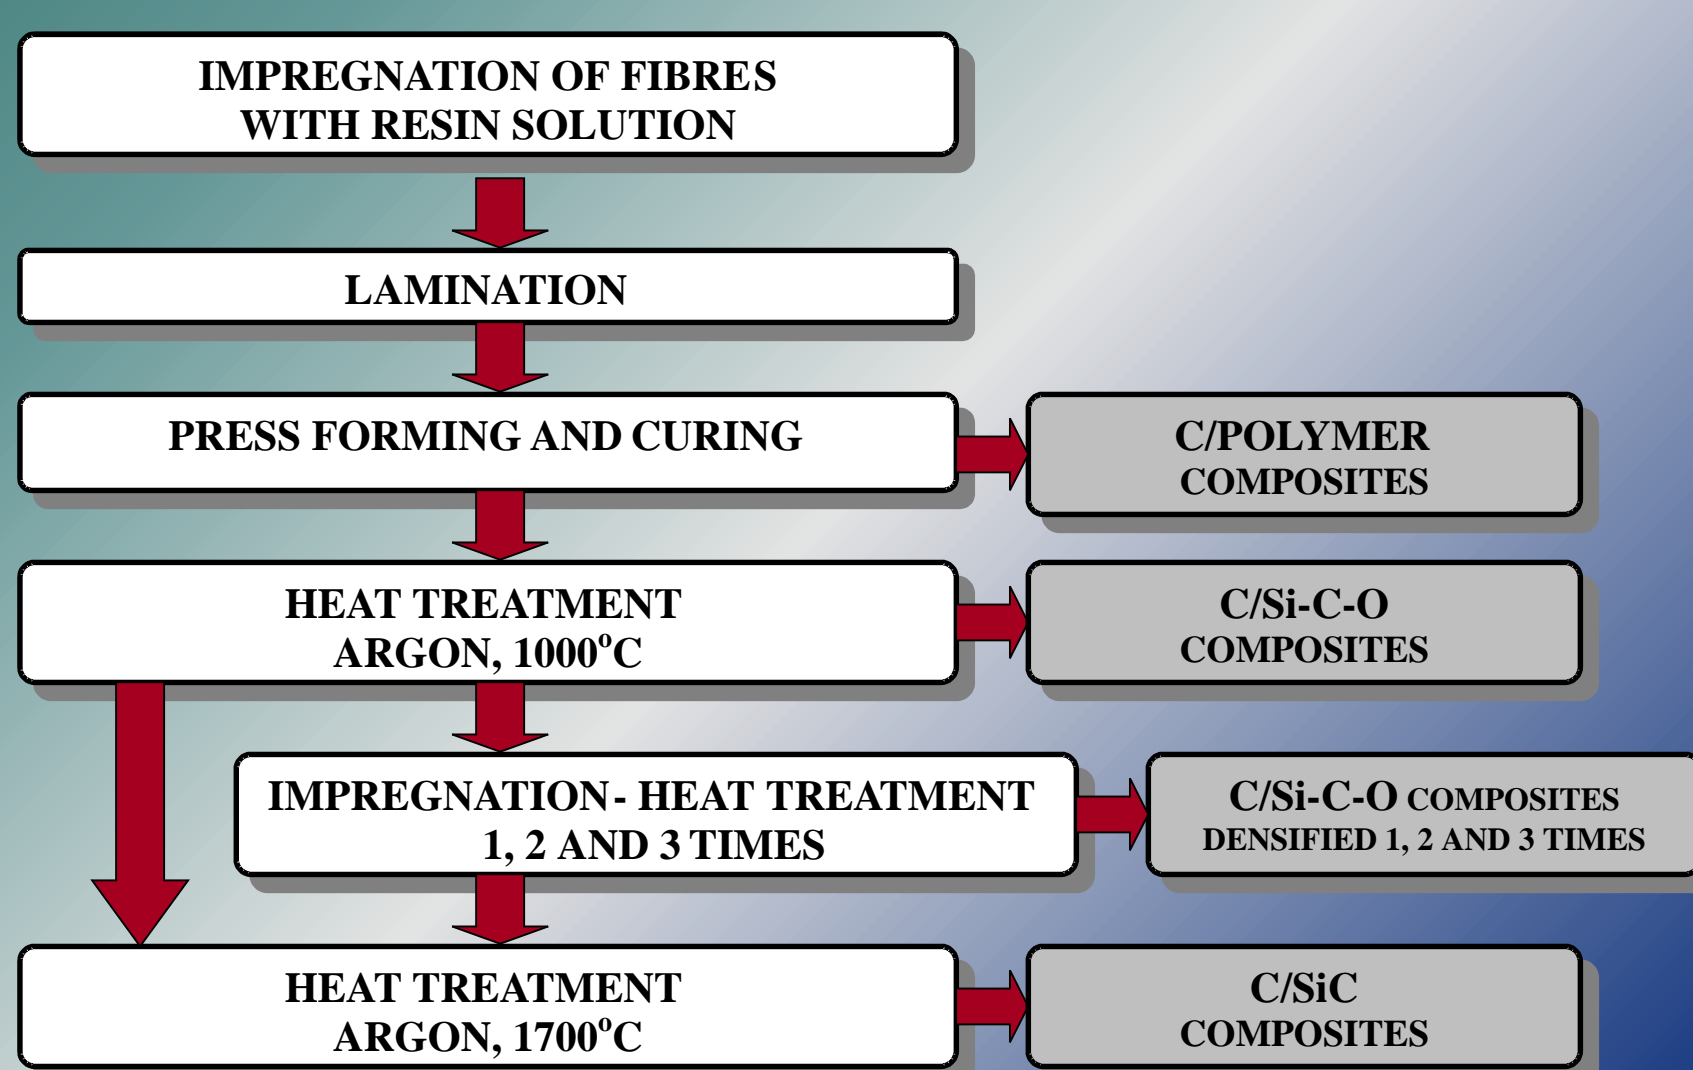 IMPREGNATION OF FIBRES
WITH RESIN SOLUTION
LAMINATION
PRESS FORMING AND CURING
C/POLYMER
COMPOSITES
HEAT TREATMENT
ARGON, 1000°C
C/Si-C-O
COMPOSITES
IMPREGNATION- HEAT TREATMENT
1, 2 AND 3 TIMES
C/Si-C-O COMPOSITES
DENSIFIED 1, 2 AND 3 TIMES
HEAT TREATMENT
ARGON, 1700°C
C/SiC
COMPOSITES